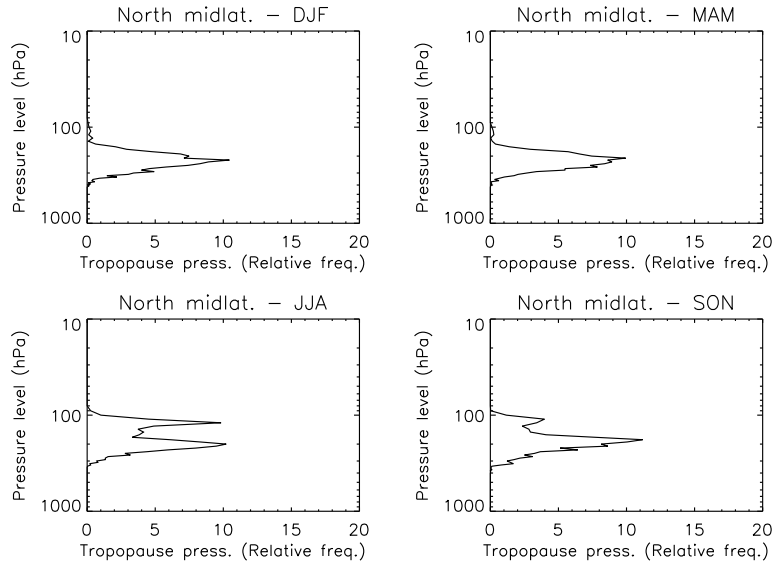 North midlat. – DJF
10
100
1000
Pressure level (hPa)
0 5 10 15 20
Tropopause press. (Relative freq.)
North midlat. – MAM
10
100
1000
Pressure level (hPa)
0 5 10 15 20
Tropopause press. (Relative freq.)
North midlat. – JJA
10
100
1000
Pressure level (hPa)
0 5 10 15 20
Tropopause press. (Relative freq.)
North midlat. – SON
10
100
1000
Pressure level (hPa)
0 5 10 15 20
Tropopause press. (Relative freq.)